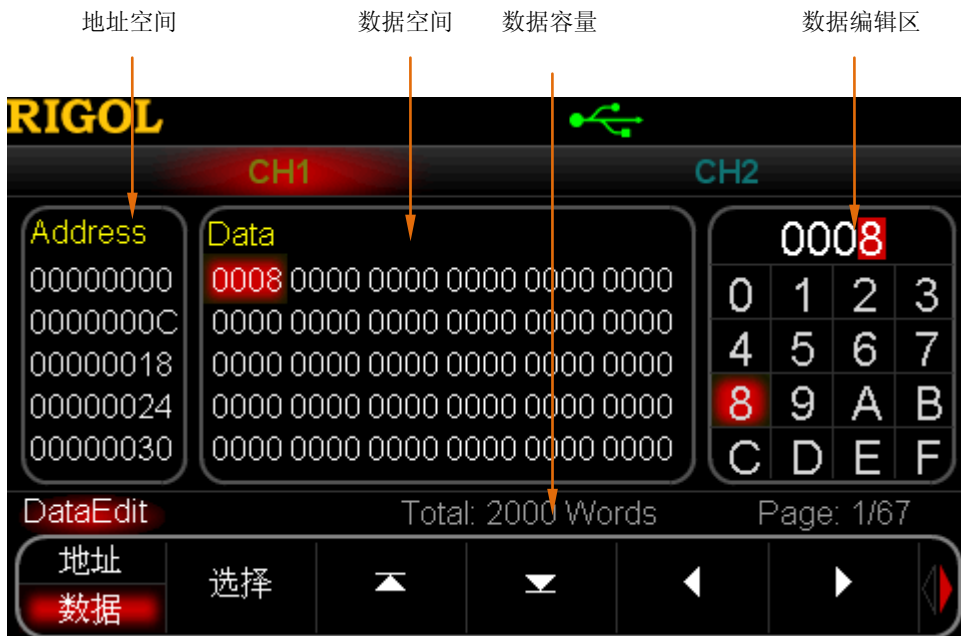 地址空间 数据空间 数据容量 数据编辑区
RIGOL
CH1 CH2
Address Data 0008
00000000 0008 0000 0000 0000 0000 0000
0 1 2 3
0000000C 0000 0000 0000 0000 0000 0000
4 5 6 7
00000018 0000 0000 0000 0000 0000 0000
8 9 A B
00000024 0000 0000 0000 0000 0000 0000
C D E F
00000030 0000 0000 0000 0000 0000 0000
DataEdit Total: 2000 Words Page: 1/67
地址
数据
选择